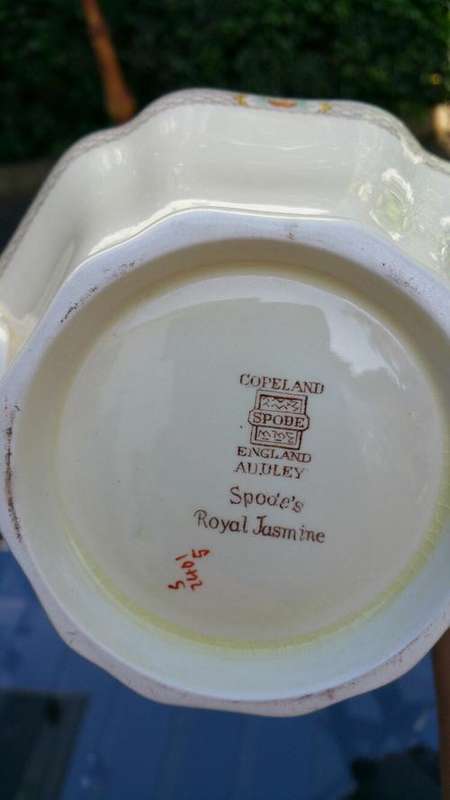 COPELAND
SPODE
ENGLAND
AUDLEY
Spode's
Royal Jasmine